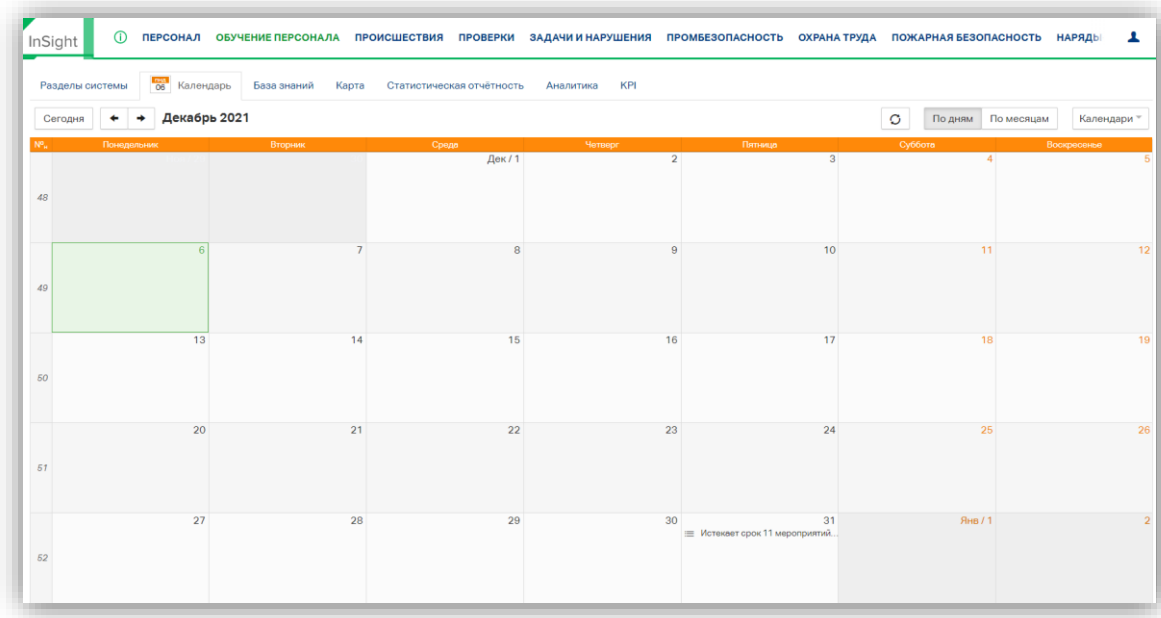 InSight ПЕРСОНАЛ ОБУЧЕНИЕ ПЕРСОНАЛА ПРОИСШЕСТВИЯ ПРОВЕРКИ ЗАДАЧИ И НАРУШЕНИЯ ПРОМБЕЗОПАСНОСТЬ ОХРАНА ТРУДА ПОЖАРНАЯ БЕЗОПАСНОСТЬ НАРЯДЫ
Разделы системы 06 Календарь База знаний Карта Статистическая отчётность Аналитика KPI
Сегодня Декабрь 2021 По дням По месяцам Календари
Понедельник Вторник Среда Четверг Пятница Суббота Воскресенье
Дек / 1 2 3 4 5
48
6 7 8 9 10 11 12
49
13 14 15 16 17 18 19
50
20 21 22 23 24 25 26
51
27 28 29 30 31 Янв / 1 2
Истекает срок 11 мероприятий...
52